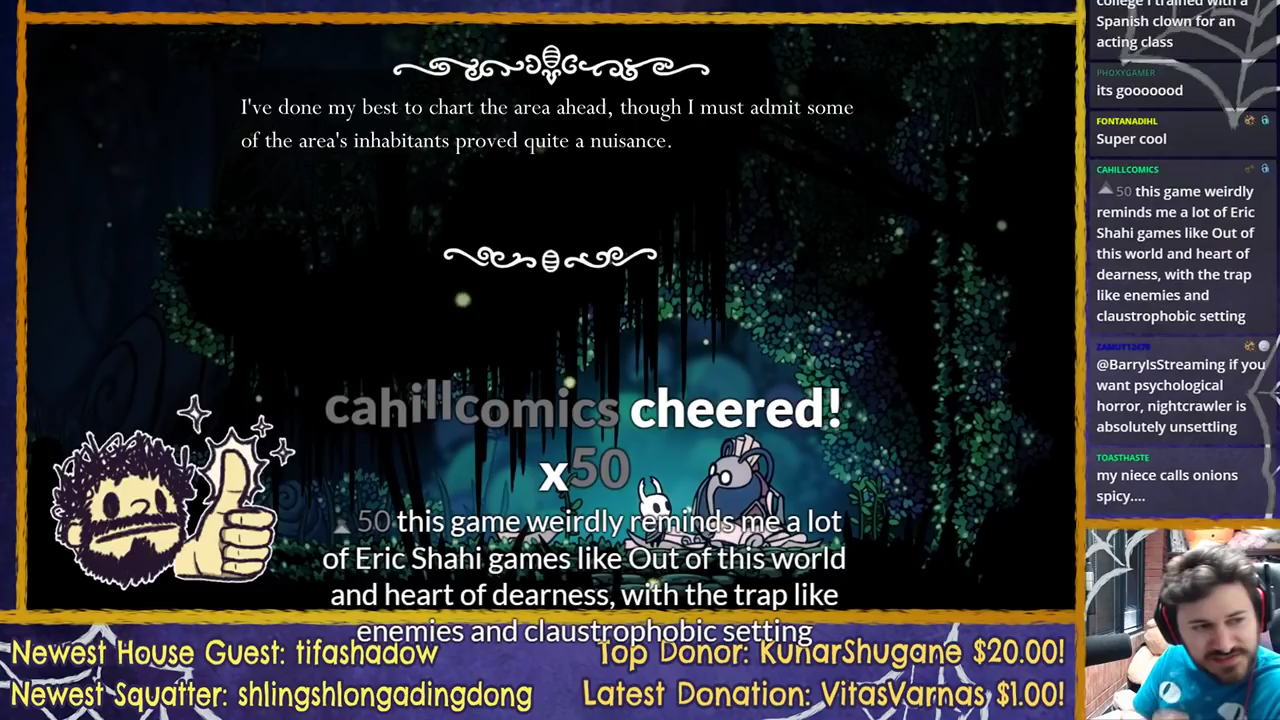 I've done my best to chart the area ahead, though I must admit some
of the area's inhabitants proved quite a nuisance.
cahillcomics cheered!
x50
50 this game weirdly reminds me a lot
of Eric Shahi games like Out of this world
and heart of dearness, with the trap like
enemies and claustrophobic setting
Newest House Guest: tifashadow
Newest Squatter: shlingshlongadingdong
Top Donor: KunarShugane $20.00!
Latest Donation: VitasVarnas $1.00!
college I trained with a
Spanish clown for an
acting class
PHOXYGAMER
its gooooood
FONTANADIHL
Super cool
CAHILLCOMICS
50 this game weirdly
reminds me a lot of Eric
Shahi games like Out of
this world and heart of
dearness, with the trap
like enemies and
claustrophobic setting
@BarryIsStreaming if you
want psychological
horror, nightcrawler is
absolutely unsettling
TOASTHASTE
my niece calls onions
spicy....